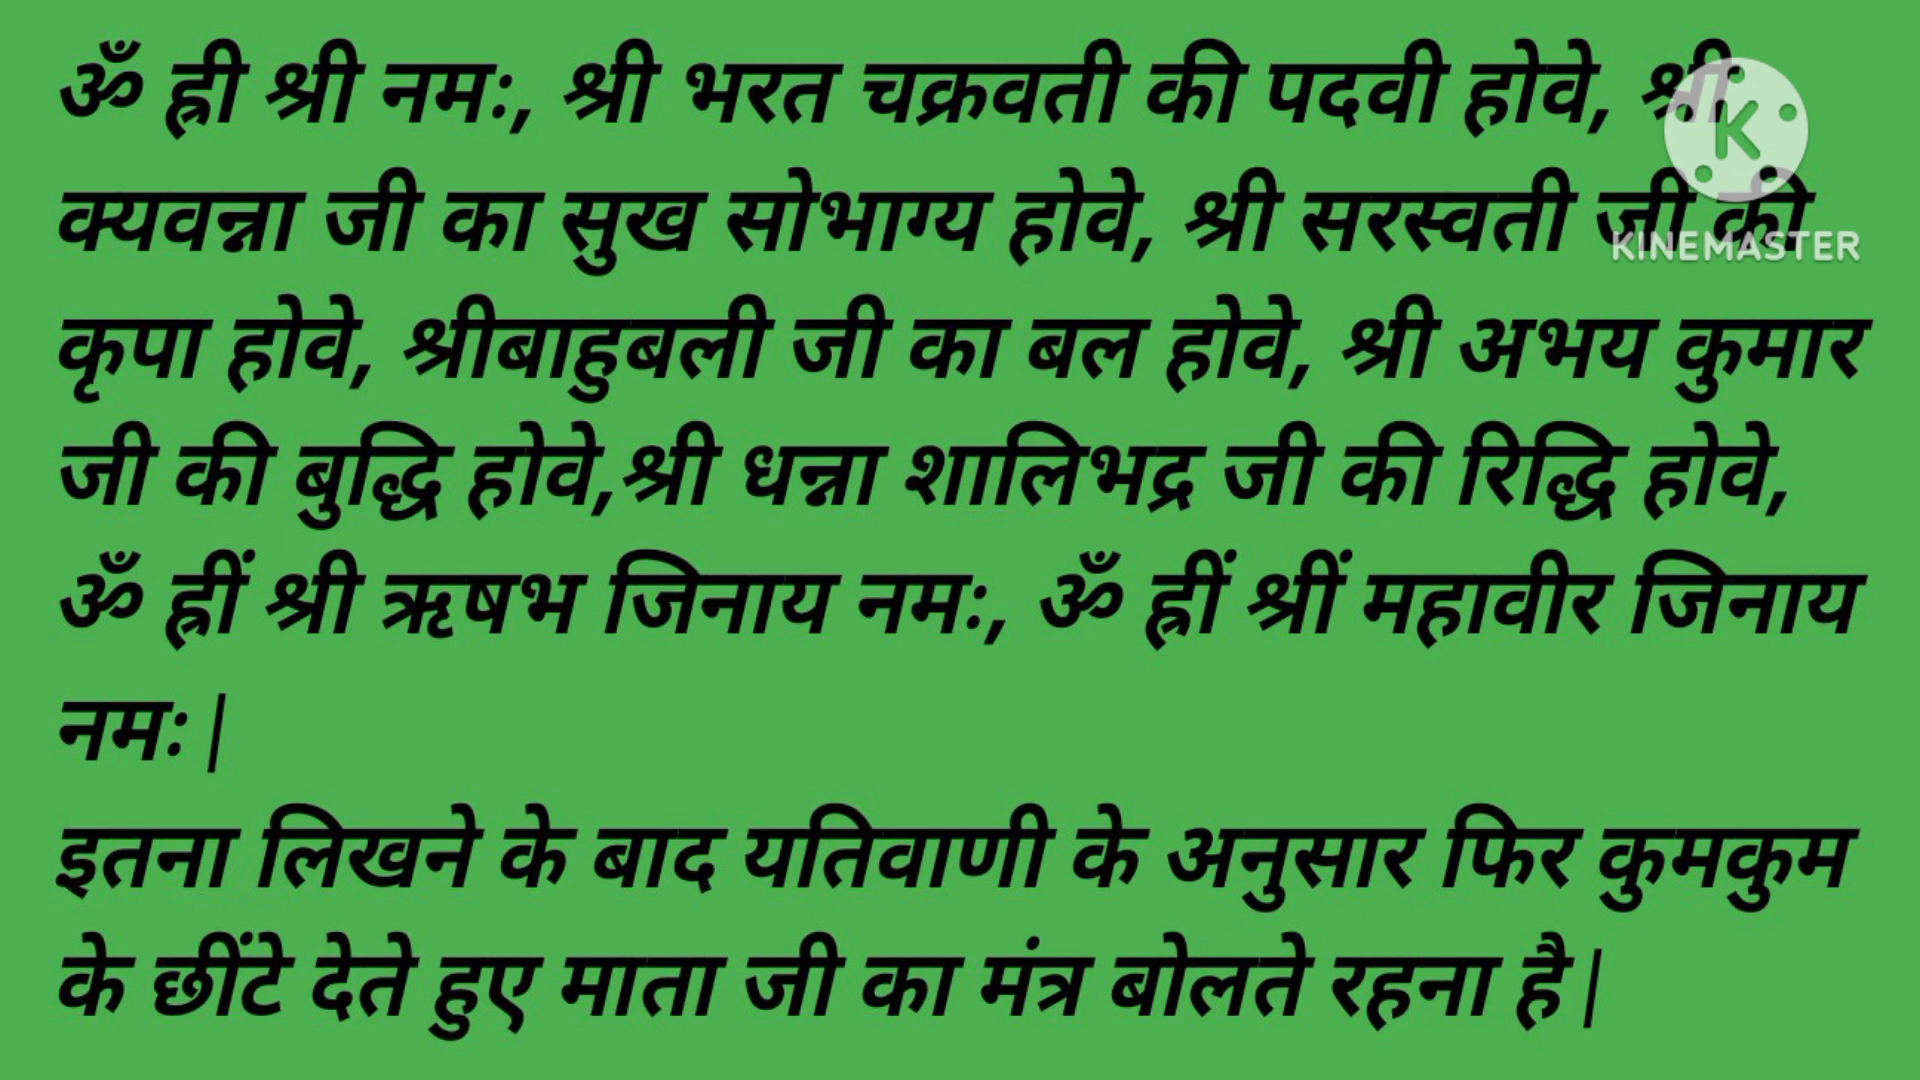 ॐ ह्री श्री नमः, श्री भरत चक्रवती की पदवी होवे, श्री
क्यवन्ना जी का सुख सोभाग्य होवे, श्री सरस्वती जी की
कृपा होवे, श्रीबाहुबली जी का बल होवे, श्री अभय कुमार
जी की बुद्धि होवे,श्री धन्ना शालिभद्र जी की रिद्धि होवे,
ॐ ह्रीं श्री ऋषभ जिनाय नमः, ॐ ह्रीं श्रीं महावीर जिनाय
नमः|
इतना लिखने के बाद यतिवाणी के अनुसार फिर कुमकुम
के छींटे देते हुए माता जी का मंत्र बोलते रहना है|
K
KINEMASTER